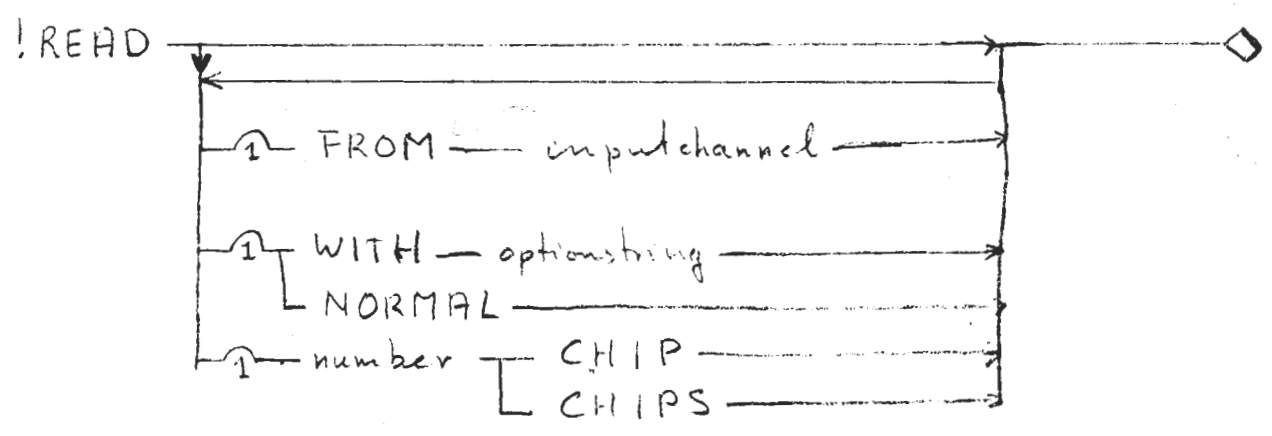 !READ
1 FROM inputchannel
1 WITH optionstring
NORMAL
1 number CHIP
CHIPS